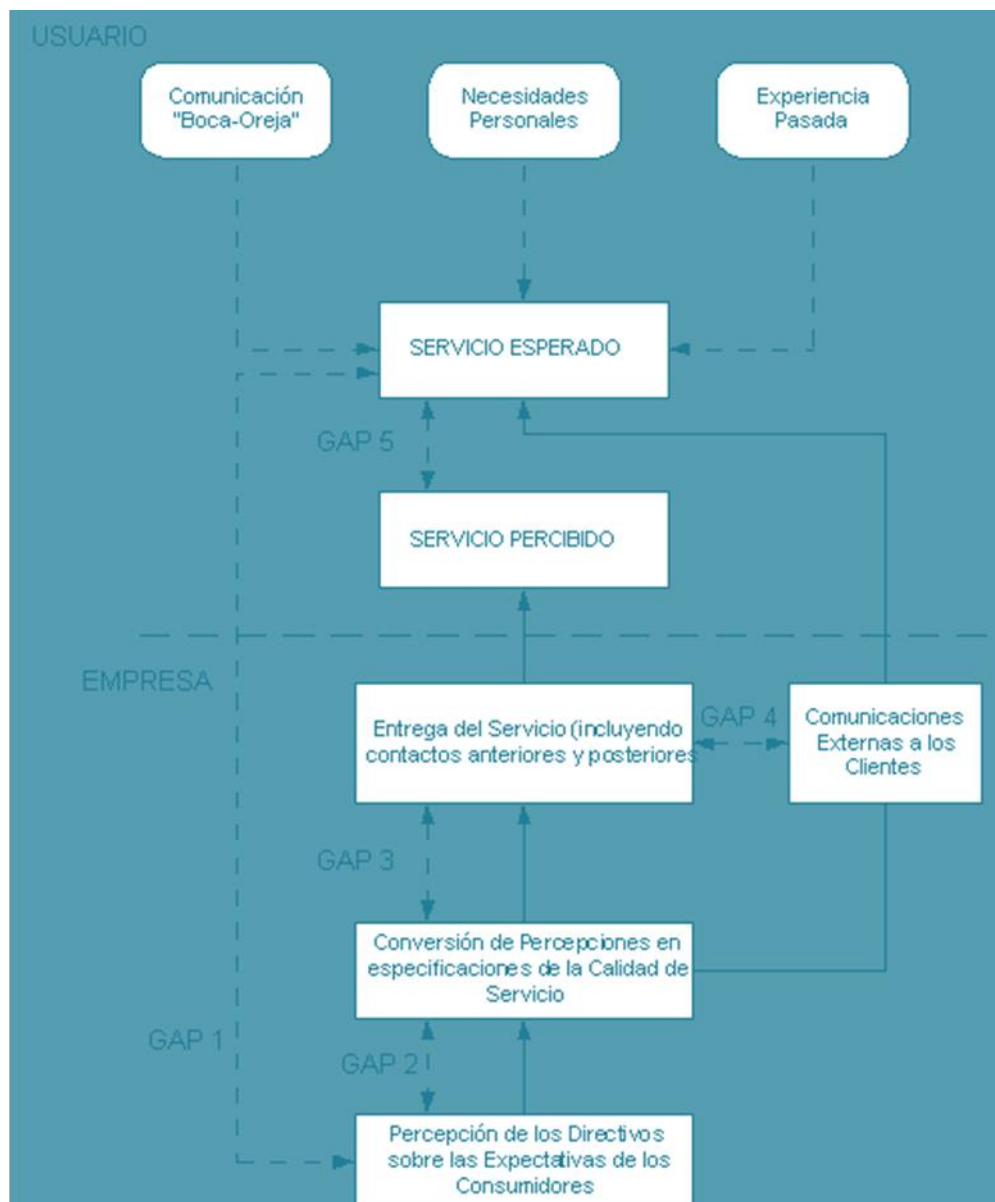 USUARIO
Comunicación
"Boca-Oreja"
Necesidades
Personales
Experiencia
Pasada
SERVICIO ESPERADO
GAP 5
SERVICIO PERCIBIDO
EMPRESA
Entrega del Servicio (incluyendo
contactos anteriores y posteriores
GAP 4
Comunicaciones
Externas a los
Clientes
GAP 3
Conversión de Percepciones en
especificaciones de la Calidad de
Servicio
GAP 1
GAP 2
Percepción de los Directivos
sobre las Expectativas de los
Consumidores